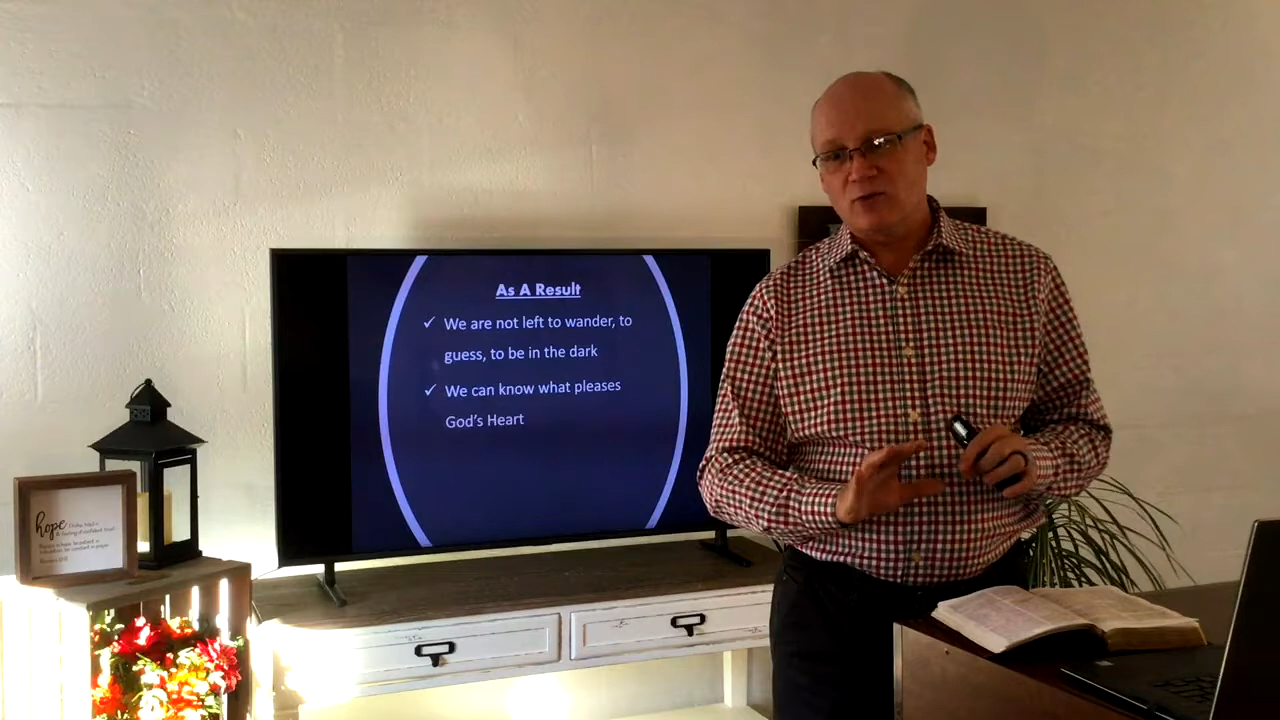 As A Result
✓ We are not left to wander, to
guess, to be in the dark
✓ We can know what pleases
God's Heart
hope